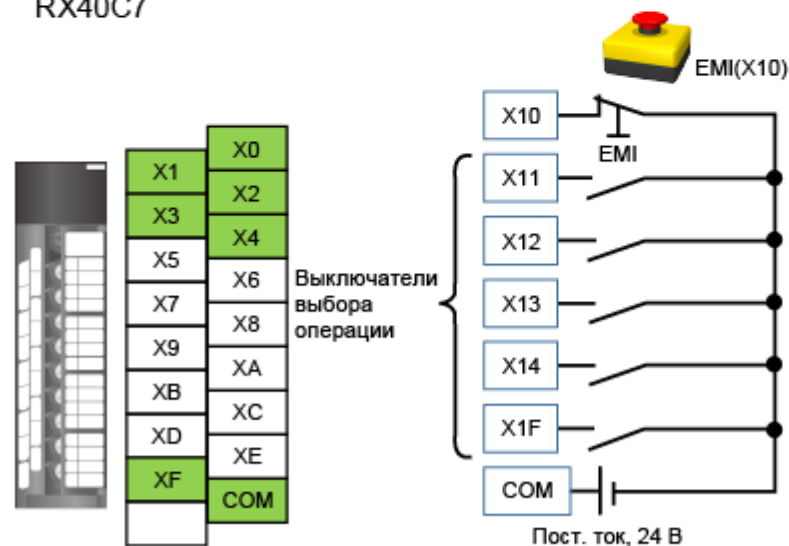 RX40C7
EMI(X10)
X10
EMI
X0
X1
X2
X3
X4
X5
X6
X7
X8
X9
XA
XB
XC
XD
XE
XF
COM
Выключатели
выбора
операции
X11
X12
X13
X14
X1F
COM
Пост. ток, 24 В